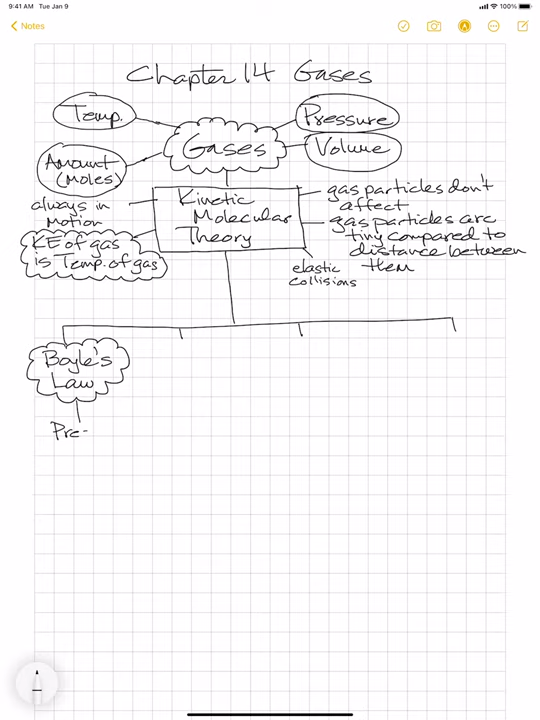 9:41 AM Tue Jan 9
100%
Notes
Chapter 14 Gases
Temp.
Pressure
Gases
Volume
Amount
(Moles)
always in
Motion
KE of gas
is Temp. of gas
Kinetic
Molecular
Theory
gas particles don't
affect
gas particles are
tiny compared to
distance between
them
elastic
collisions
Boyle's
Law
Pre-